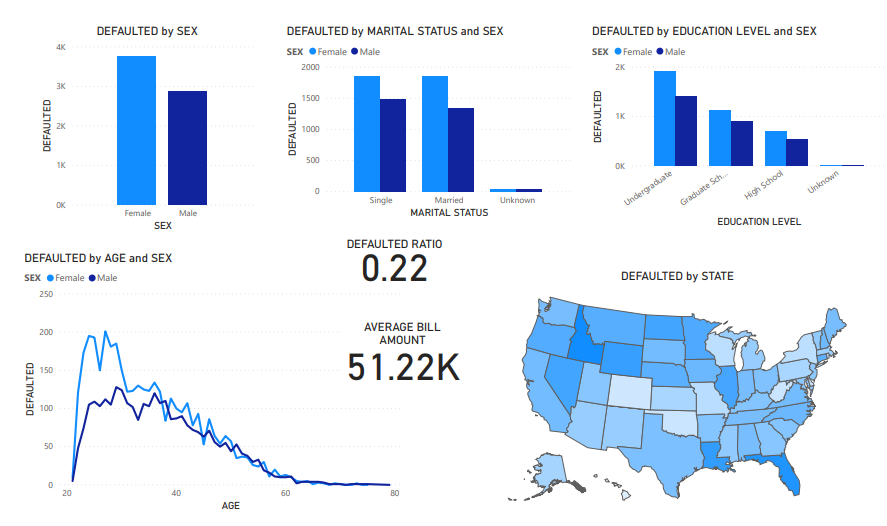 DEFAULTED by SEX
4K
3K
2K
1K
0K
DEFAULTED
Female
Male
SEX
DEFAULTED by MARITAL STATUS and SEX
SEX Female Male
2000
1500
1000
500
0
DEFAULTED
Single
Married
Unknown
MARITAL STATUS
DEFAULTED by EDUCATION LEVEL and SEX
SEX Female Male
2K
1K
0K
DEFAULTED
Undergraduate
Graduate Sch...
High School
Unknown
EDUCATION LEVEL
DEFAULTED by AGE and SEX
SEX Female Male
250
200
150
100
50
0
DEFAULTED
20
40
60
80
AGE
DEFAULTED RATIO
0.22
AVERAGE BILL
AMOUNT
51.22K
DEFAULTED by STATE